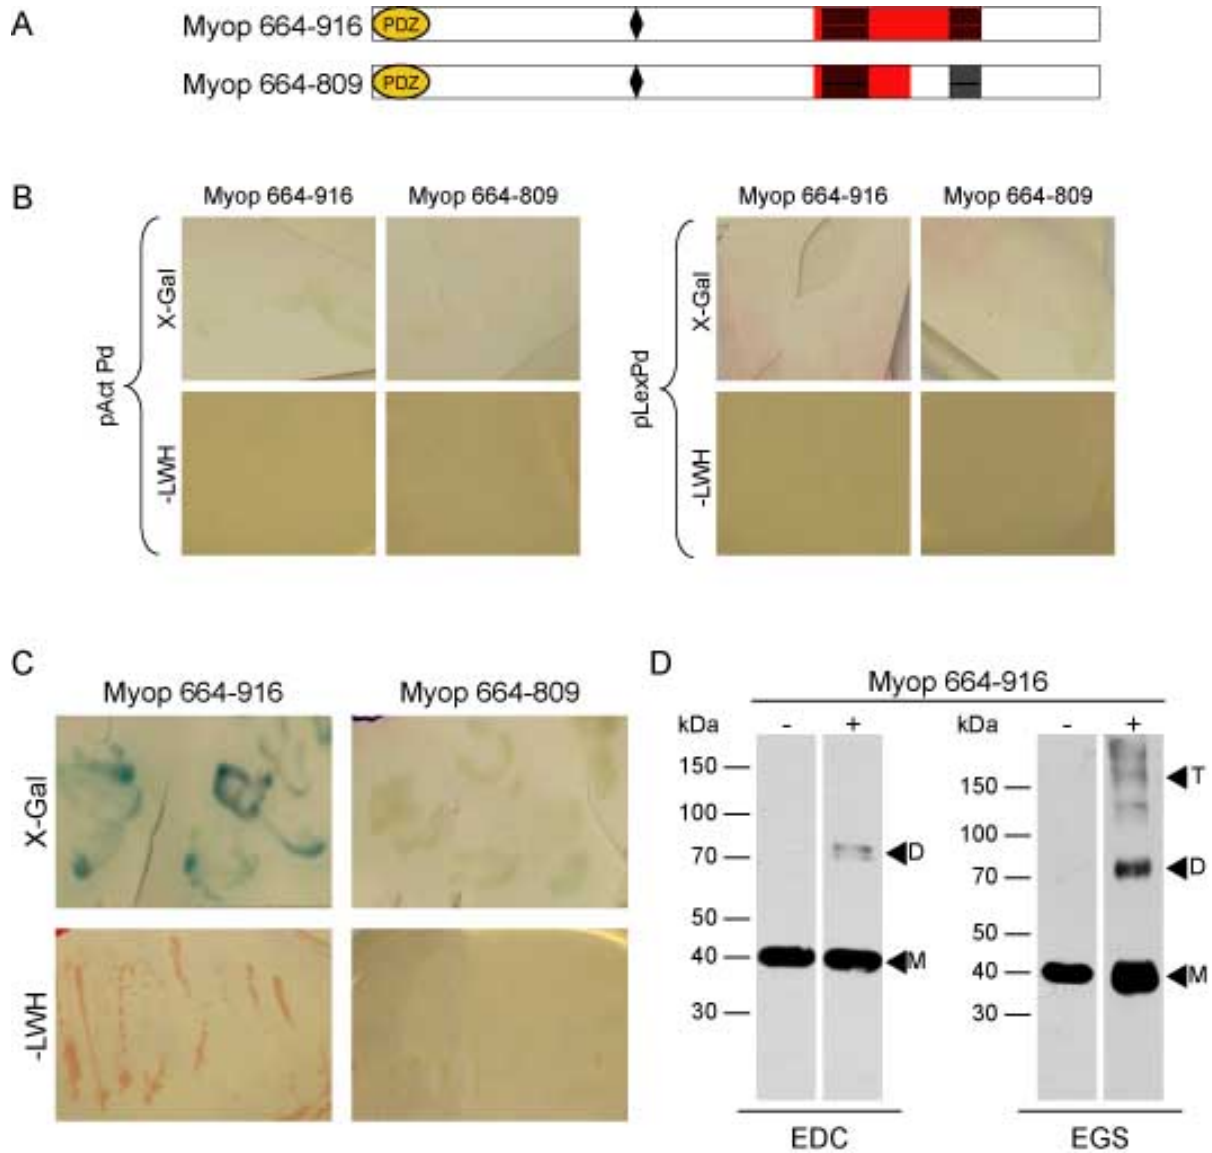 A
Myop 664-916
PDZ
Myop 664-809
PDZ
B
Myop 664-916
Myop 664-809
Myop 664-916
Myop 664-809
pAct Pd
X-Gal
-LWH
pLexPd
X-Gal
-LWH
C
Myop 664-916
Myop 664-809
X-Gal
-LWH
D
Myop 664-916
kDa - +
150
100
70
50
40
30
D
M
EDC
kDa - +
150
100
70
50
40
30
T
D
M
EGS